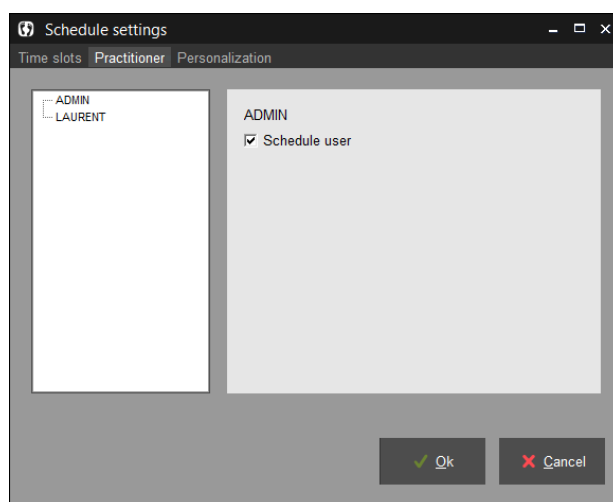 Schedule settings
Time slots Practitioner Personalization
ADMIN
LAURENT
ADMIN
Schedule user
Ok
Cancel